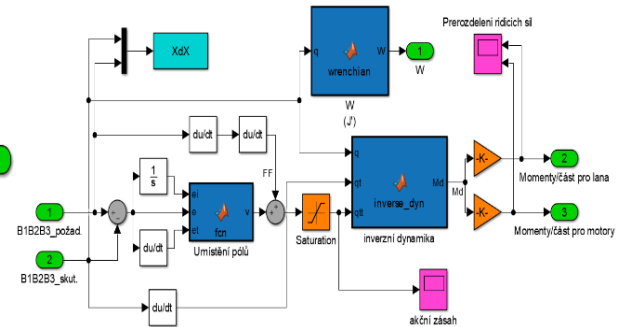 Prerozdeleni ridicich sil
XdX
q
W
wrenchian
1
W
W
(J')
du/dt
du/dt
FF
q
1
s
-K-
2
Momenty/část pro lana
ei
qt
Md
Md
1
e
v
inverse_dyn
B1B2B3_požad.
fcn
qtt
-K-
3
et
Saturation
Momenty/část pro motory
2
du/dt
Umístění pólů
inverzní dynamika
B1B2B3_skut.
du/dt
akční zásah